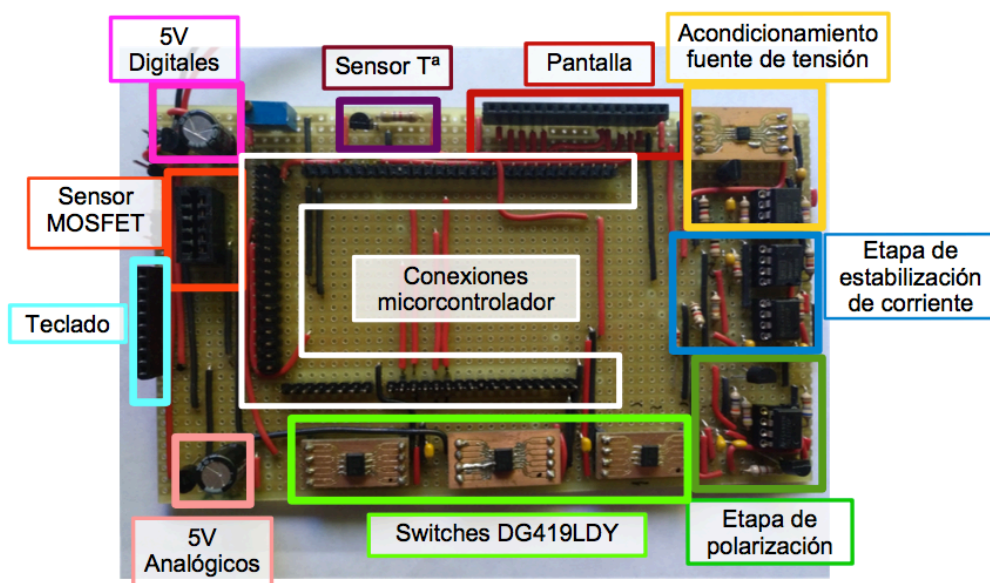 5V
Digitales
Sensor Tª
Pantalla
Acondicionamiento
fuente de tensión
Sensor
MOSFET
Conexiones
micorcontrolador
Etapa de
estabilización
de corriente
Teclado
5V
Analógicos
Switches DG419LDY
Etapa de
polarización